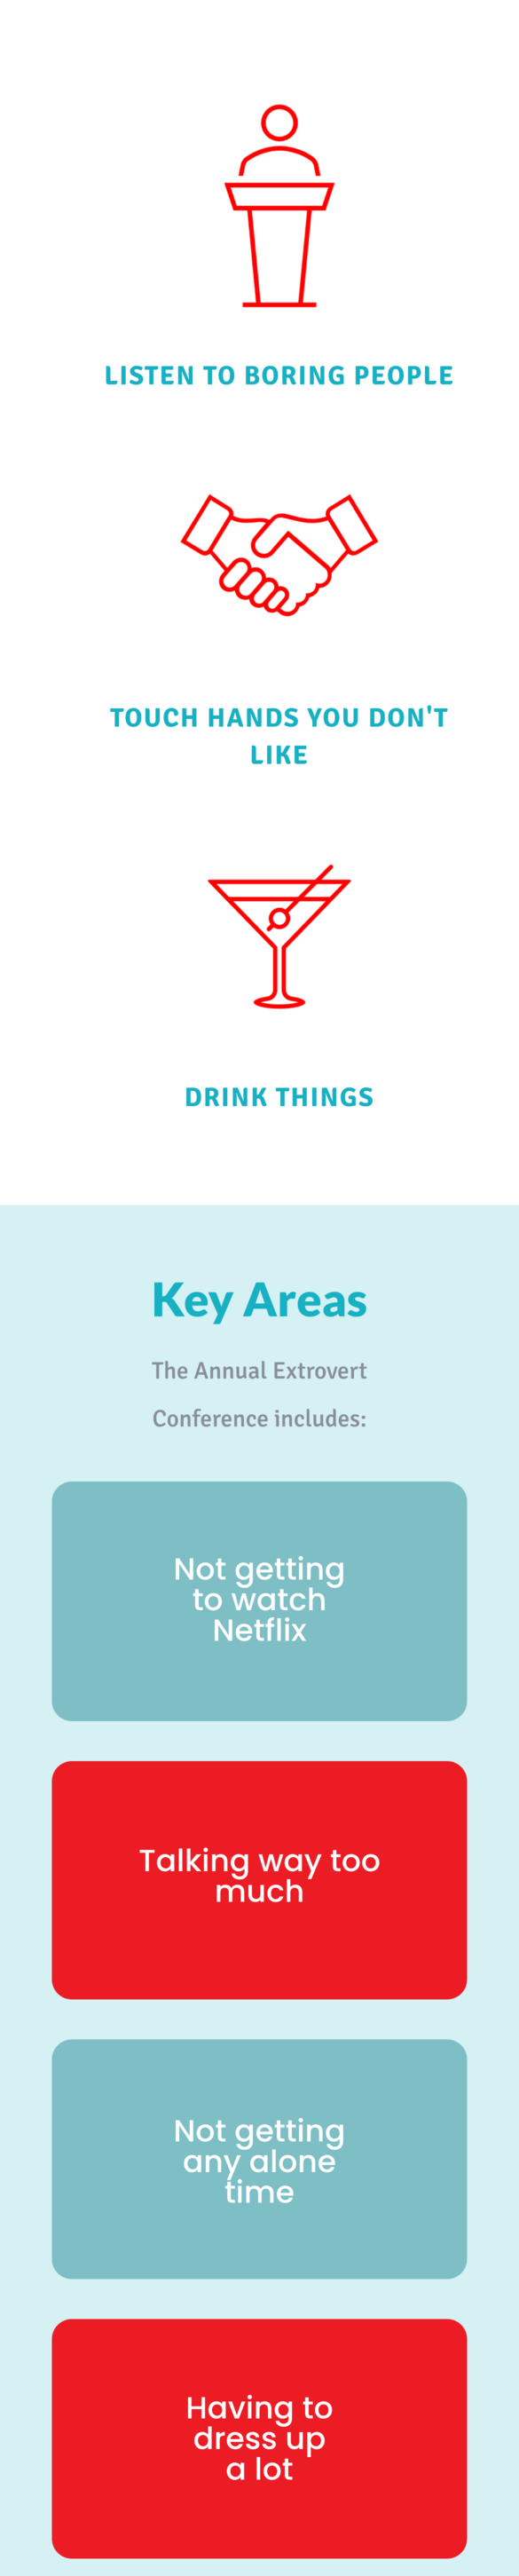 LISTEN TO BORING PEOPLE
TOUCH HANDS YOU DON'T
LIKE
DRINK THINGS
Key Areas
The Annual Extrovert
Conference includes:
Not getting
to watch
Netflix
Talking way too
much
Not getting
any alone
time
Having to
dress up
a lot